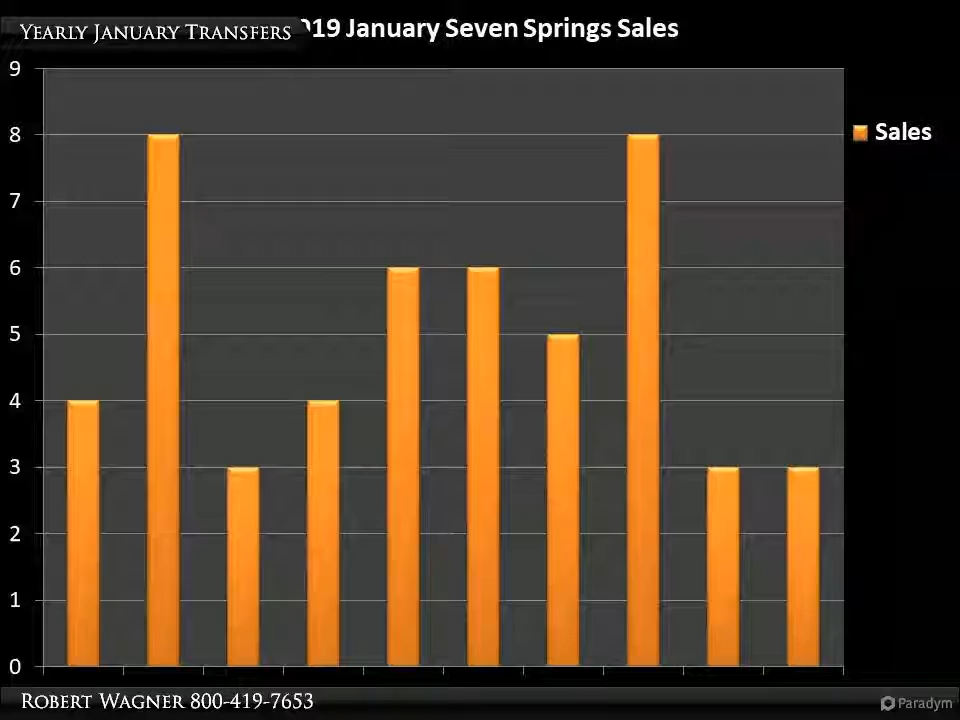 YEARLY JANUARY TRANSFERS
19 January Seven Springs Sales
9
8
7
6
5
4
3
2
1
0
Sales
ROBERT WAGNER 800-419-7653
Paradym